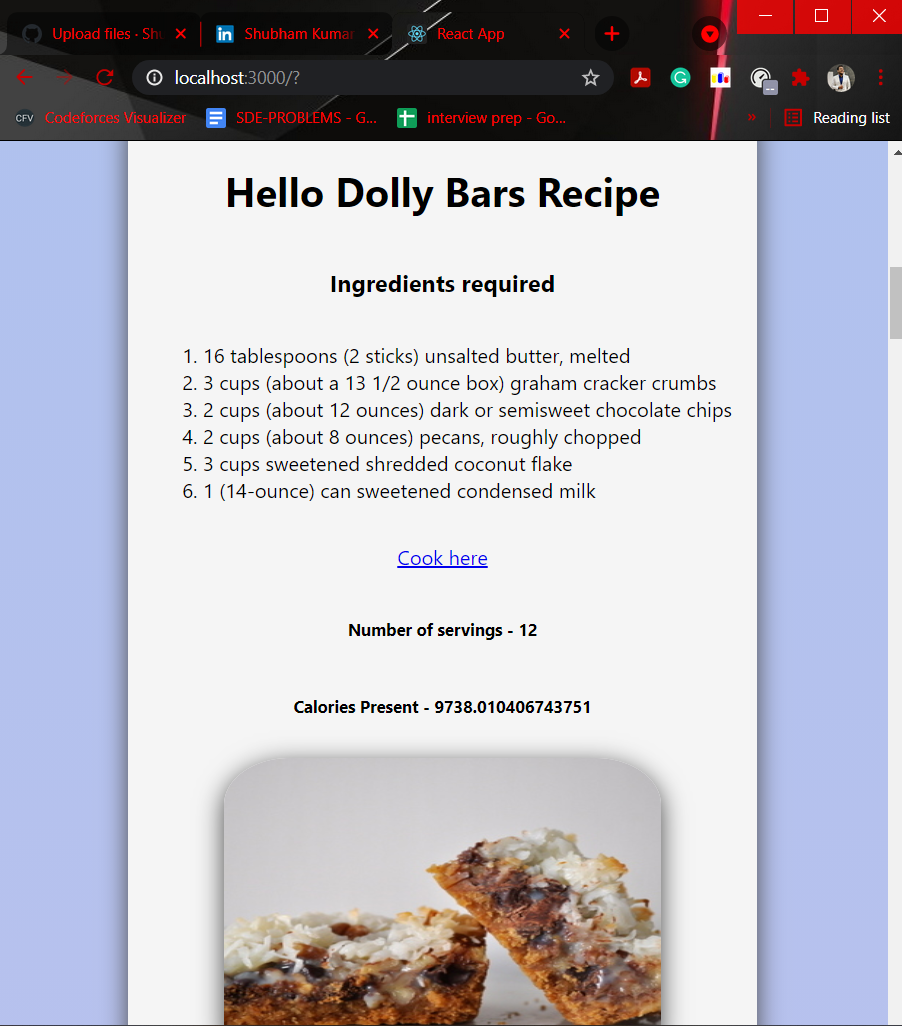 Upload files · Shu
Shubham Kumar
React App
localhost:3000/?
CFV Codeforces Visualizer
SDE-PROBLEMS - G...
interview prep - Go...
»
Reading list
Hello Dolly Bars Recipe
Ingredients required
1. 16 tablespoons (2 sticks) unsalted butter, melted
2. 3 cups (about a 13 1/2 ounce box) graham cracker crumbs
3. 2 cups (about 12 ounces) dark or semisweet chocolate chips
4. 2 cups (about 8 ounces) pecans, roughly chopped
5. 3 cups sweetened shredded coconut flake
6. 1 (14-ounce) can sweetened condensed milk
Cook here
Number of servings - 12
Calories Present - 9738.010406743751